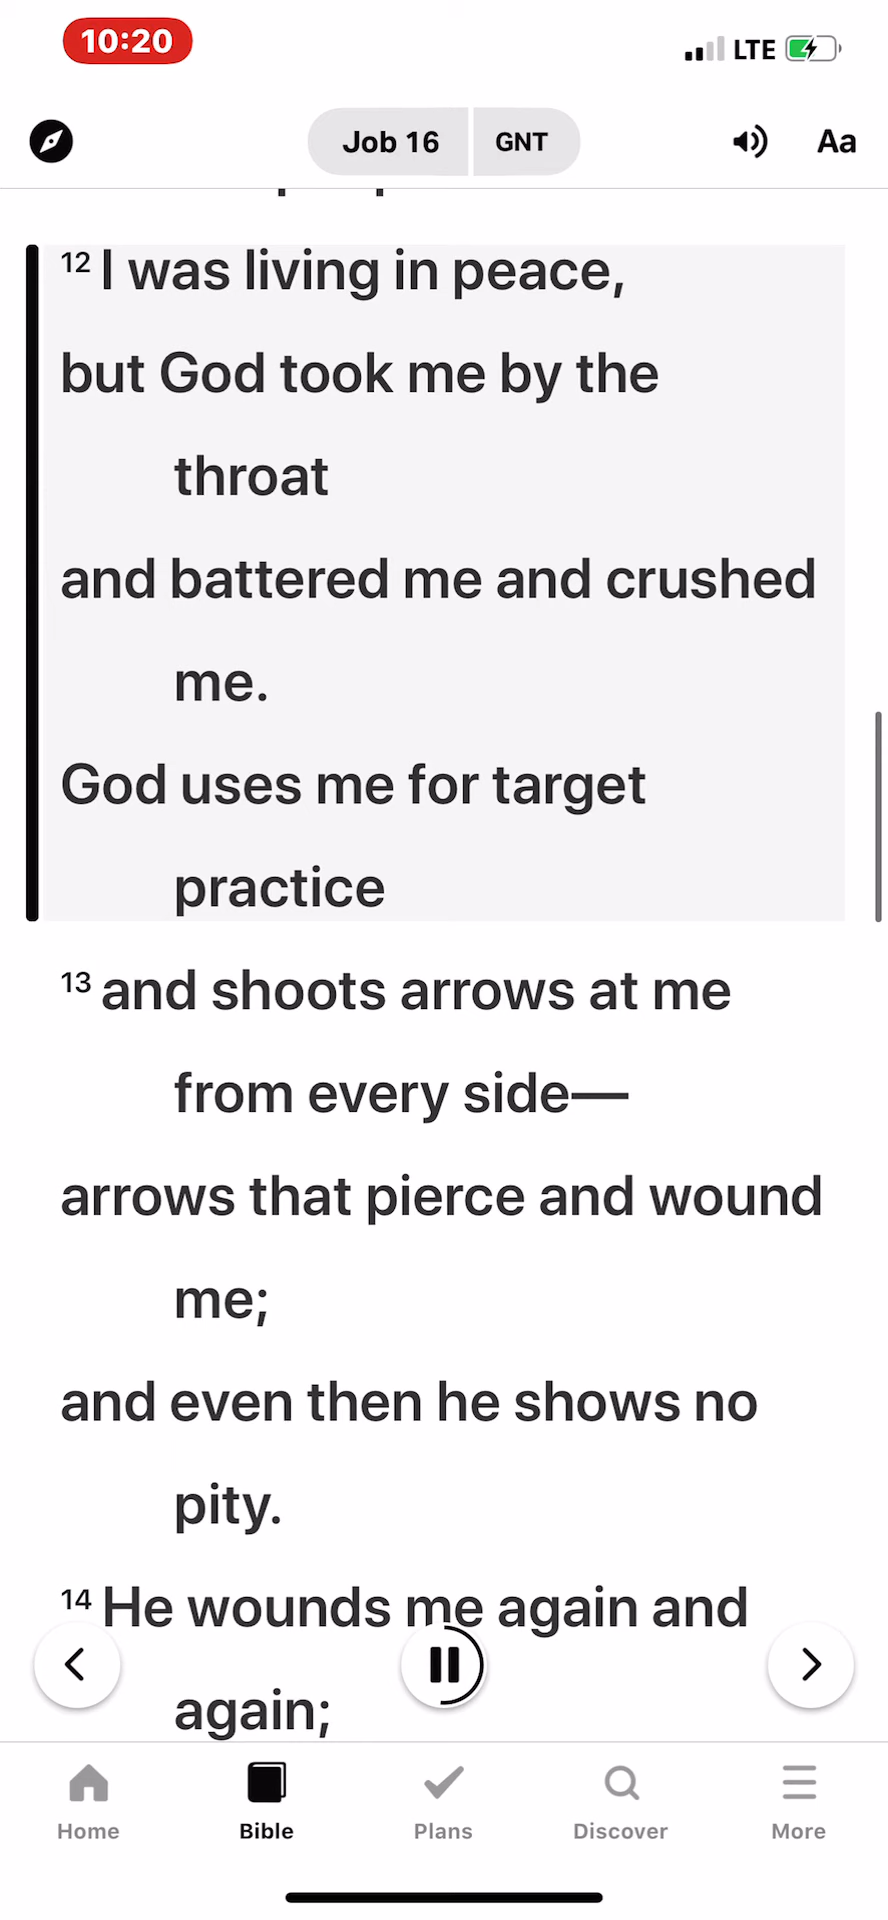 10:20
LTE
Job 16
GNT
Aa
12 I was living in peace,
but God took me by the
throat
and battered me and crushed
me.
God uses me for target
practice
13 and shoots arrows at me
from every side—
arrows that pierce and wound
me;
and even then he shows no
pity.
14 He wounds me again and
again;
Home
Bible
Plans
Discover
More